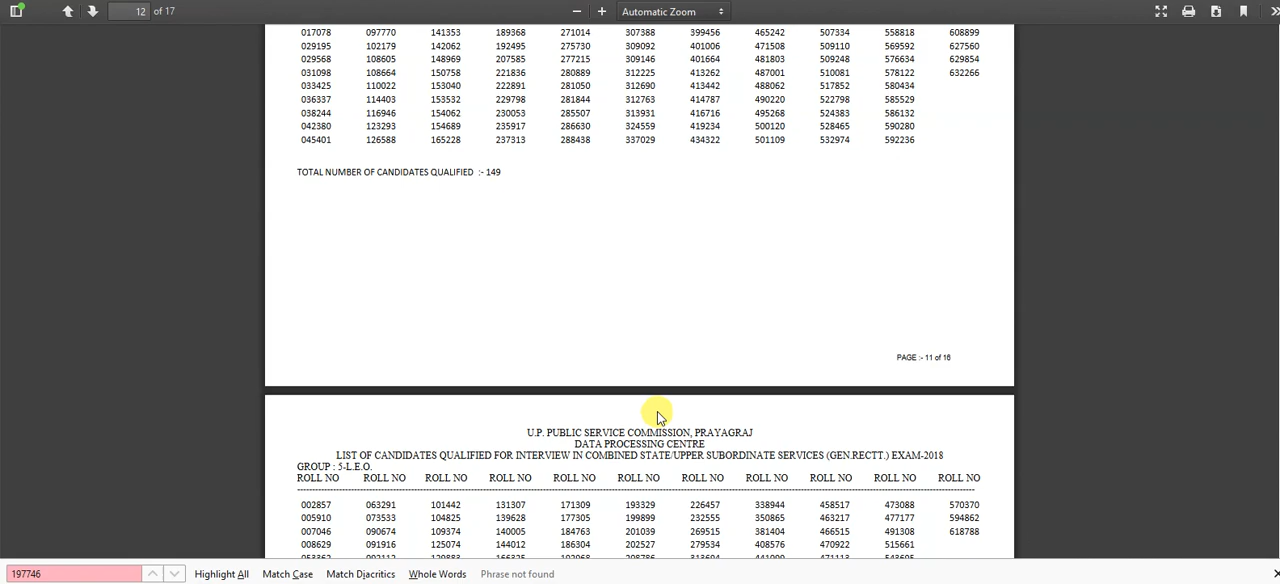 12 of 17 Automatic Zoom
017078 097770 141353 189368 271014 307388 399456 465242 507334 558818 608899
029195 102179 142062 192495 275730 309092 401006 471508 509110 569592 627560
029568 108605 148969 207585 277215 309146 401664 481803 509248 576634 629854
031098 108664 150758 221836 280889 312225 413262 487001 510081 578122 632266
033425 110022 153040 222891 281050 312690 413442 488062 517852 580434
036337 114403 153532 229798 281844 312763 414787 490220 522798 585529
038244 116946 154062 230053 285507 313931 416716 495268 524383 586132
042380 123293 154689 235917 286630 324559 419234 500120 528465 590280
045401 126588 165228 237313 288438 337029 434322 501109 532974 592236
TOTAL NUMBER OF CANDIDATES QUALIFIED :- 149
PAGE :- 11 of 16
U.P. PUBLIC SERVICE COMMISSION, PRAYAGRAJ
DATA PROCESSING CENTRE
LIST OF CANDIDATES QUALIFIED FOR INTERVIEW IN COMBINED STATE/UPPER SUBORDINATE SERVICES (GEN.RECTT.) EXAM-2018
GROUP : 5-L.E.O.
ROLL NO ROLL NO ROLL NO ROLL NO ROLL NO ROLL NO ROLL NO ROLL NO ROLL NO ROLL NO ROLL NO
002857 063291 101442 131307 171309 193329 226457 338944 458517 473088 570370
005910 073533 104825 139628 177305 199899 232555 350865 463217 477177 594862
007046 090674 109374 140005 184763 201039 269515 381404 466515 491308 618788
008629 091916 125074 144012 186304 202527 279534 408576 470922 515661
197746 Highlight All Match Case Match Diacritics Whole Words Phrase not found